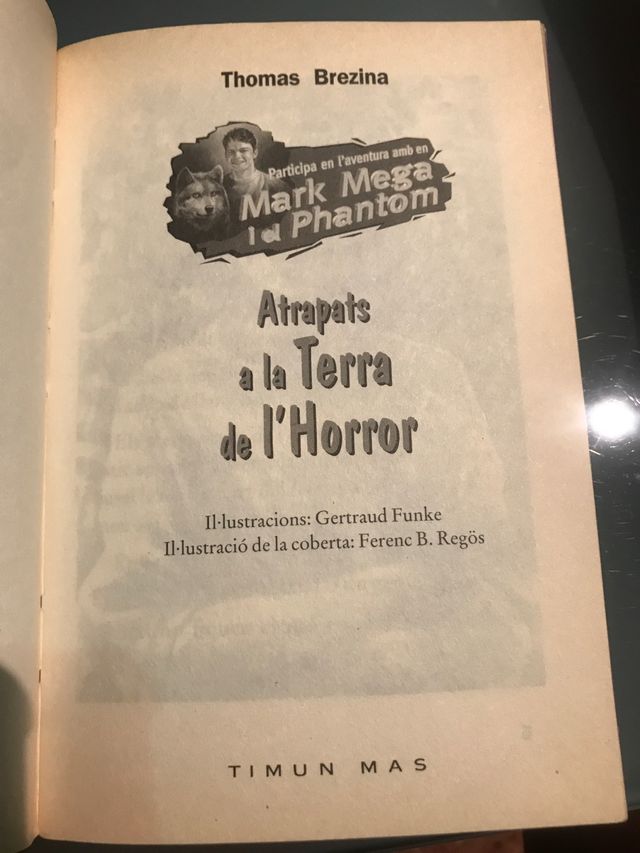 Thomas Brezina
Participa en l'aventura amb en
Mark Mega
i el Phantom
Atrapats
a la Terra
de l'Horror
Il·lustracions: Gertraud Funke
Il·lustració de la coberta: Ferenc B. Regös
TIMUN MAS